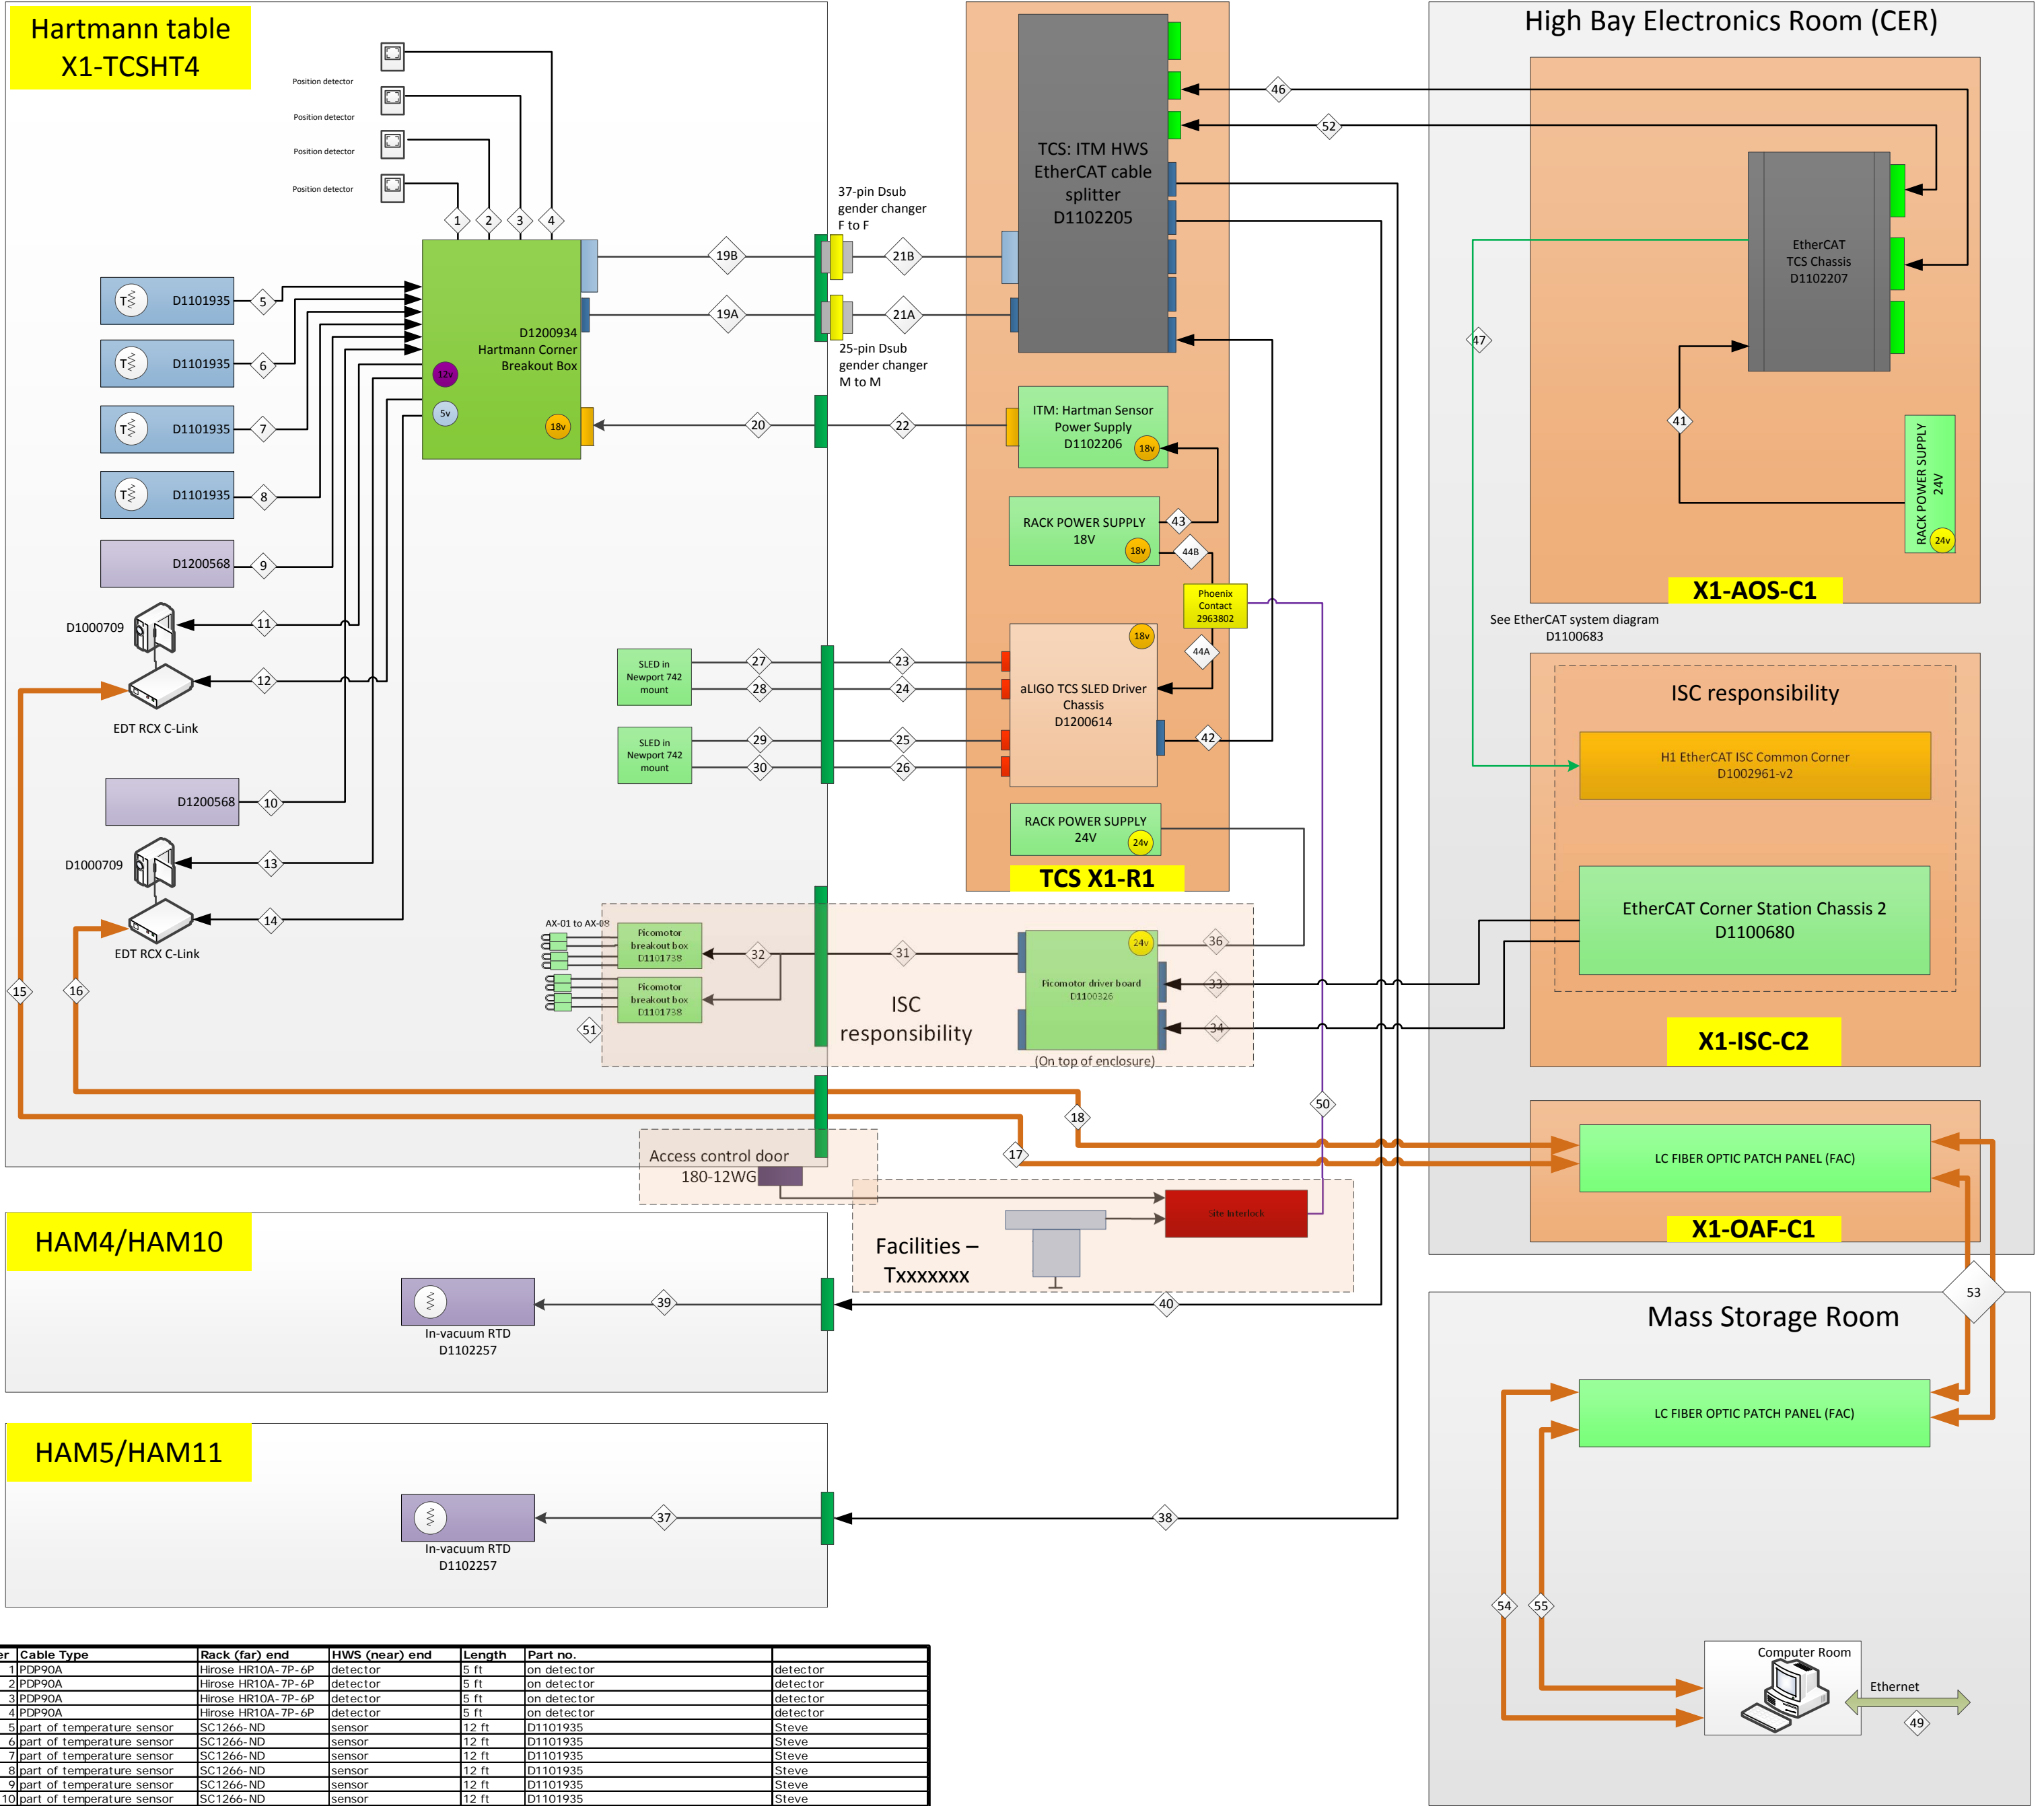 Hartmann table
X1-TCSHT4
Position detector
Position detector
Position detector
Position detector
1
2
3
4
D1101935
5
D1101935
6
D1101935
7
D1101935
8
D1200568
9
D1000709
11
12
EDT RCX C-Link
D1200568
10
D1000709
13
14
EDT RCX C-Link
15
16
D1200934
Hartmann Corner
Breakout Box
12v
5v
18v
19B
19A
20
37-pin Dsub
gender changer
F to F
21B
21A
25-pin Dsub
gender changer
M to M
22
TCS: ITM HWS
EtherCAT cable
splitter
D1102205
ITM: Hartman Sensor
Power Supply
D1102206
18v
RACK POWER SUPPLY
18V
18v
43
44B
Phoenix
Contact
2963802
44A
18v
aLIGO TCS SLED Driver
Chassis
D1200614
42
SLED in
Newport 742
mount
27
28
23
24
SLED in
Newport 742
mount
29
30
25
26
RACK POWER SUPPLY
24V
24v
TCS X1-R1
AX-01 to AX-08
Picomotor
breakout box
D1101738
Picomotor
breakout box
D1101738
51
32
31
ISC
responsibility
24v
Picomotor driver board
D1100326
(On top of enclosure)
36
33
34
18
17
50
Access control door
180-12WG
Site Interlock
Facilities –
Txxxxxxx
HAM4/HAM10
In-vacuum RTD
D1102257
39
40
HAM5/HAM11
In-vacuum RTD
D1102257
37
38
High Bay Electronics Room (CER)
46
52
EtherCAT
TCS Chassis
D1102207
47
41
RACK POWER SUPPLY
24V
24v
X1-AOS-C1
See EtherCAT system diagram
D1100683
ISC responsibility
H1 EtherCAT ISC Common Corner
D1002961-v2
EtherCAT Corner Station Chassis 2
D1100680
X1-ISC-C2
LC FIBER OPTIC PATCH PANEL (FAC)
X1-OAF-C1
53
Mass Storage Room
LC FIBER OPTIC PATCH PANEL (FAC)
54
55
Computer Room
Ethernet
49
er Cable Type Rack (far) end HWS (near) end Length Part no.
1 PDP90A Hirose HR10A-7P-6P detector 5 ft on detector detector
2 PDP90A Hirose HR10A-7P-6P detector 5 ft on detector detector
3 PDP90A Hirose HR10A-7P-6P detector 5 ft on detector detector
4 PDP90A Hirose HR10A-7P-6P detector 5 ft on detector detector
5 part of temperature sensor SC1266-ND sensor 12 ft D1101935 Steve
6 part of temperature sensor SC1266-ND sensor 12 ft D1101935 Steve
7 part of temperature sensor SC1266-ND sensor 12 ft D1101935 Steve
8 part of temperature sensor SC1266-ND sensor 12 ft D1101935 Steve
9 part of temperature sensor SC1266-ND sensor 12 ft D1101935 Steve
10 part of temperature sensor SC1266-ND sensor 12 ft D1101935 Steve